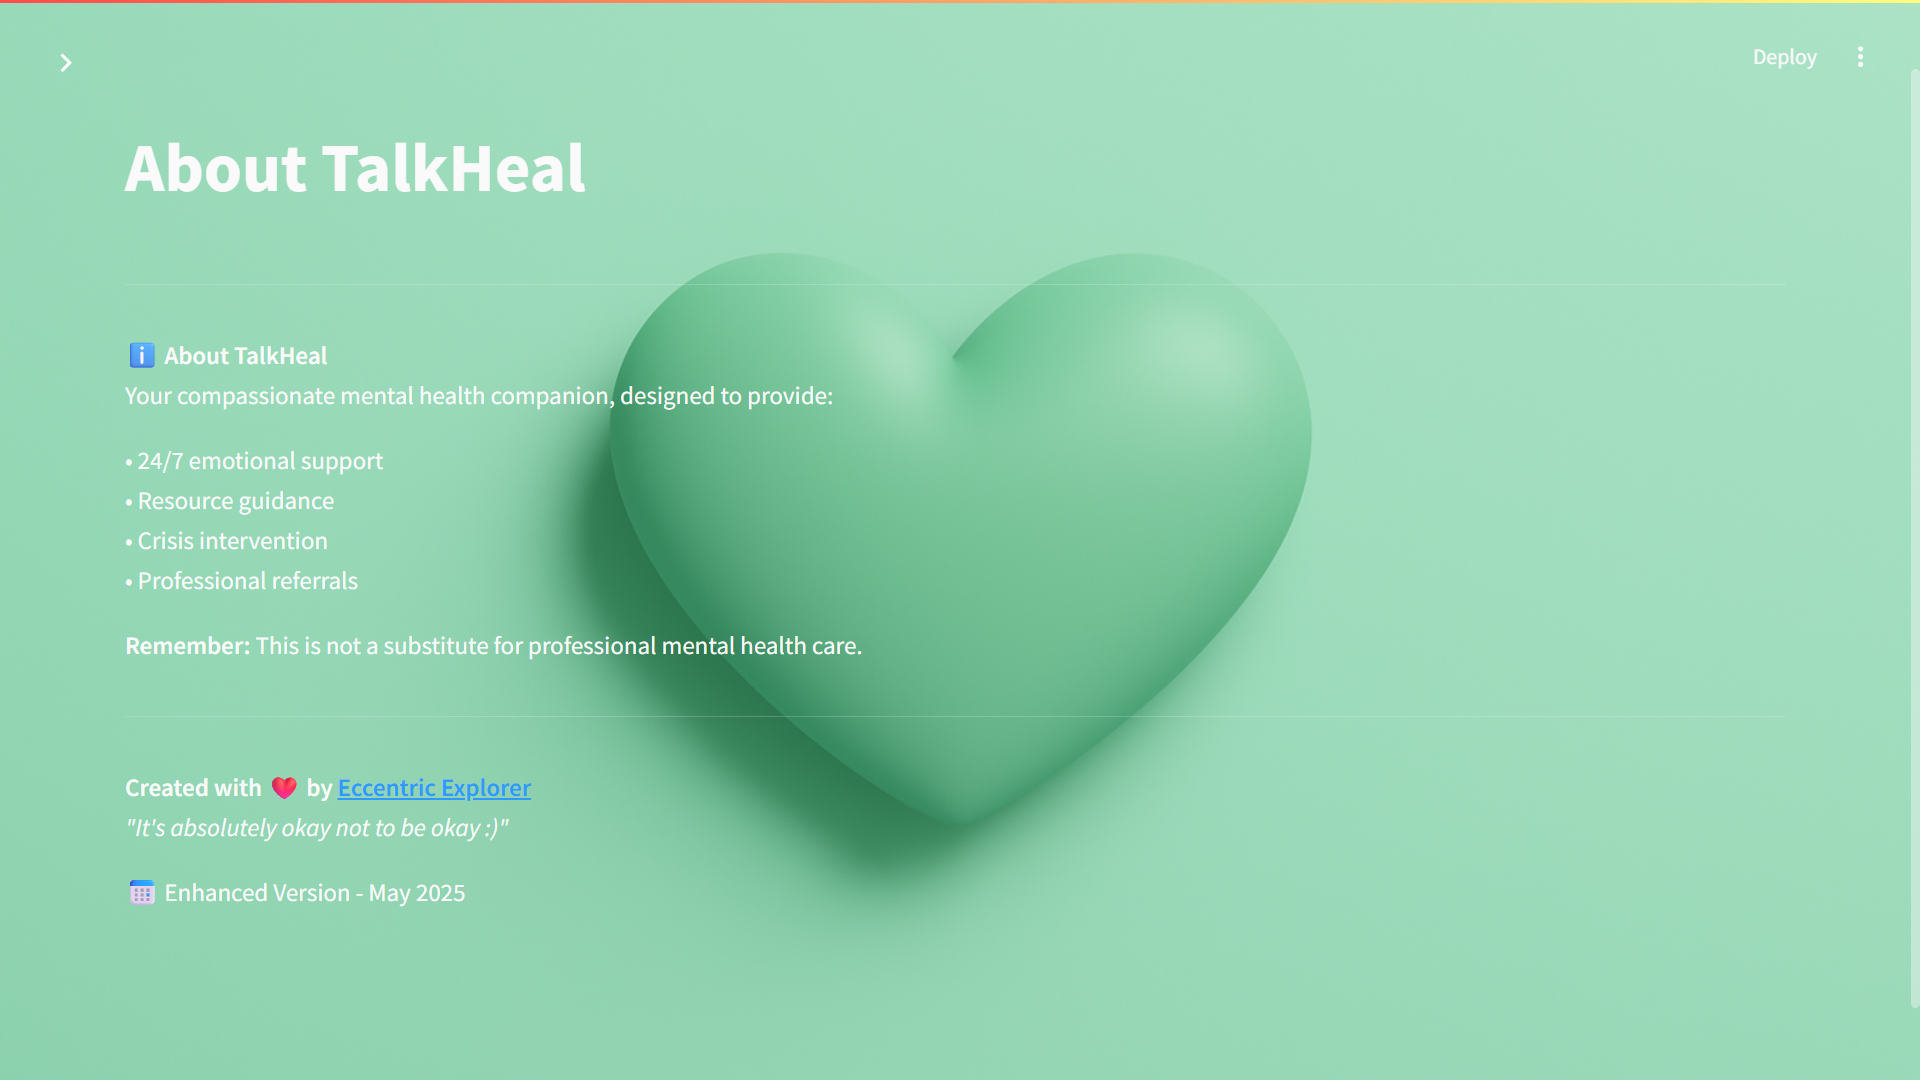 Deploy
About TalkHeal
ℹ️ About TalkHeal
Your compassionate mental health companion, designed to provide:
• 24/7 emotional support
• Resource guidance
• Crisis intervention
• Professional referrals
Remember: This is not a substitute for professional mental health care.
Created with ❤️ by Eccentric Explorer
"It's absolutely okay not to be okay :)"
📅 Enhanced Version - May 2025